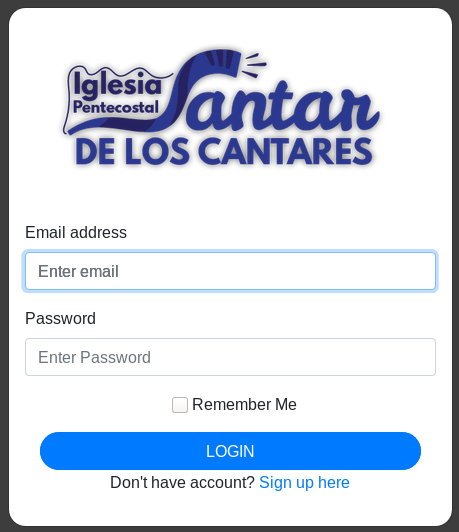 Iglesia
Pentecostal
Cantar
DE LOS CANTARES
Email address
Enter email
Password
Enter Password
Remember Me
LOGIN
Don't have account? Sign up here